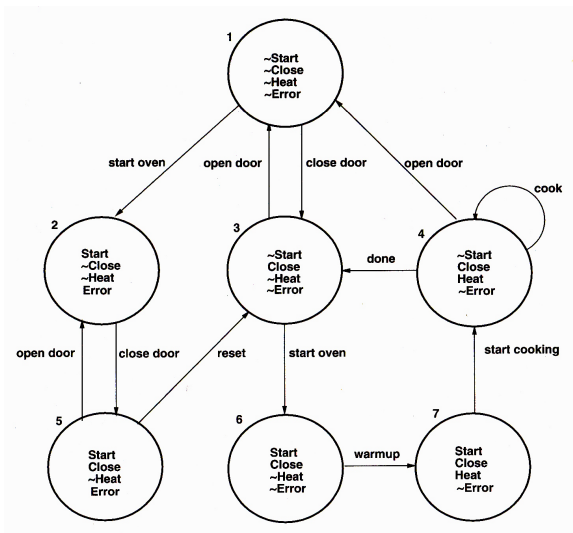 1
~Start
~Close
~Heat
~Error
start oven
open door
close door
open door
cook
2
Start
~Close
~Heat
Error
3
~Start
Close
~Heat
~Error
done
4
~Start
Close
Heat
~Error
open door
close door
reset
start oven
start cooking
5
Start
Close
~Heat
Error
6
Start
Close
~Heat
~Error
warmup
7
Start
Close
Heat
~Error